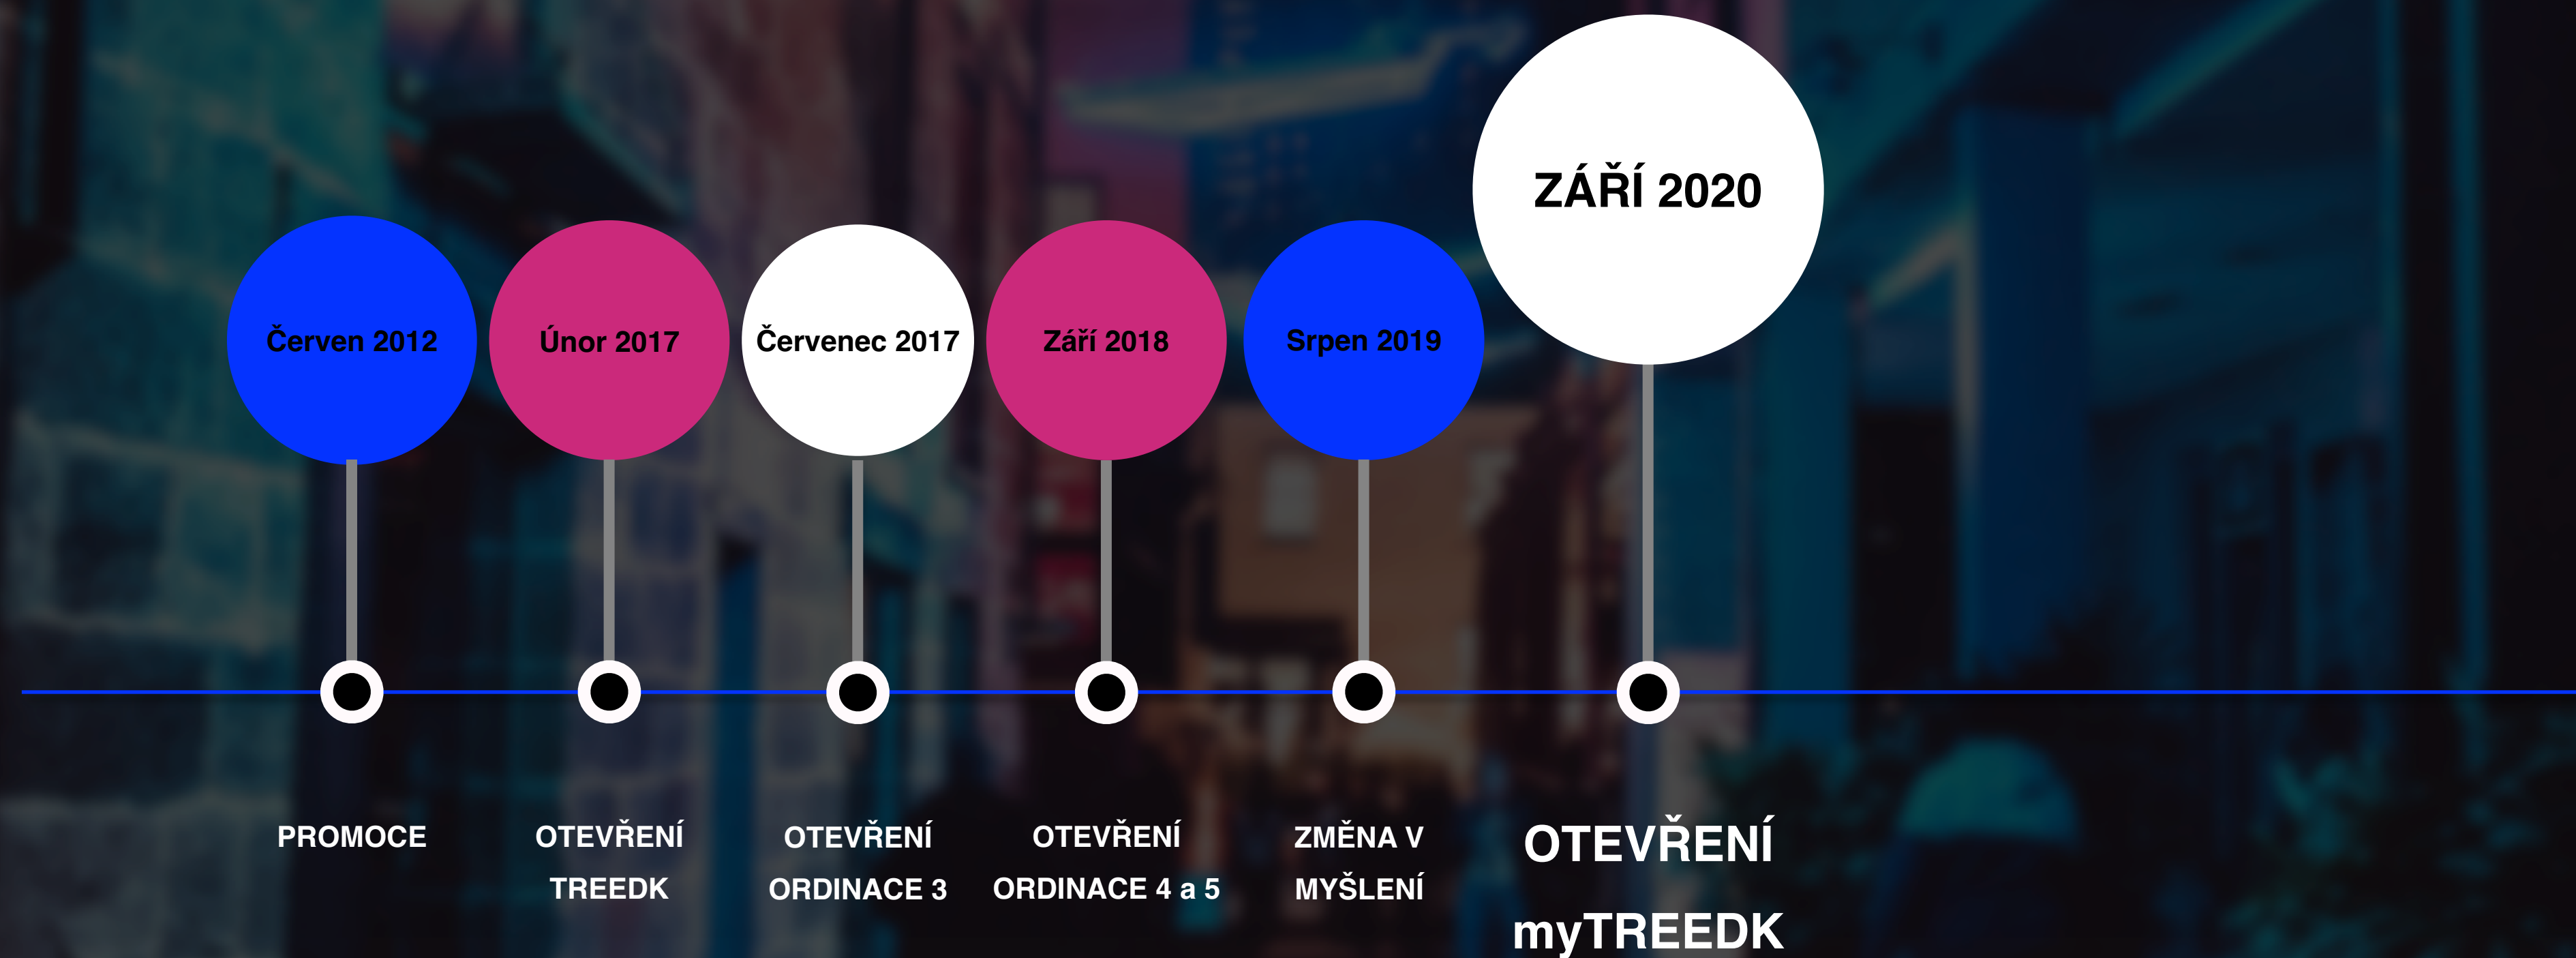 Červen 2012
Únor 2017
Červenec 2017
Září 2018
Srpen 2019
ZÁŘÍ 2020
PROMOCE
OTEVŘENÍ
TREEDK
OTEVŘENÍ
ORDINACE 3
OTEVŘENÍ
ORDINACE 4 a 5
ZMĚNA V
MYŠLENÍ
OTEVŘENÍ
myTREEDK